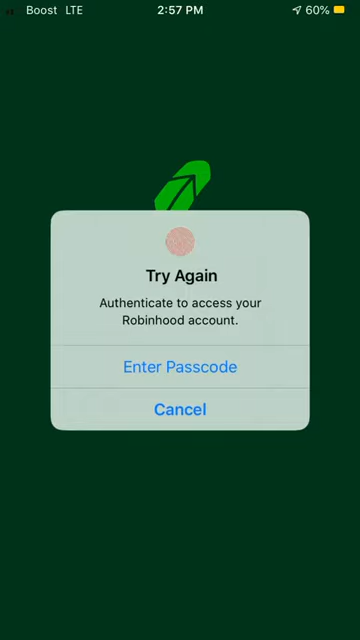 Boost LTE 2:57 PM 60%
Try Again
Authenticate to access your
Robinhood account.
Enter Passcode
Cancel